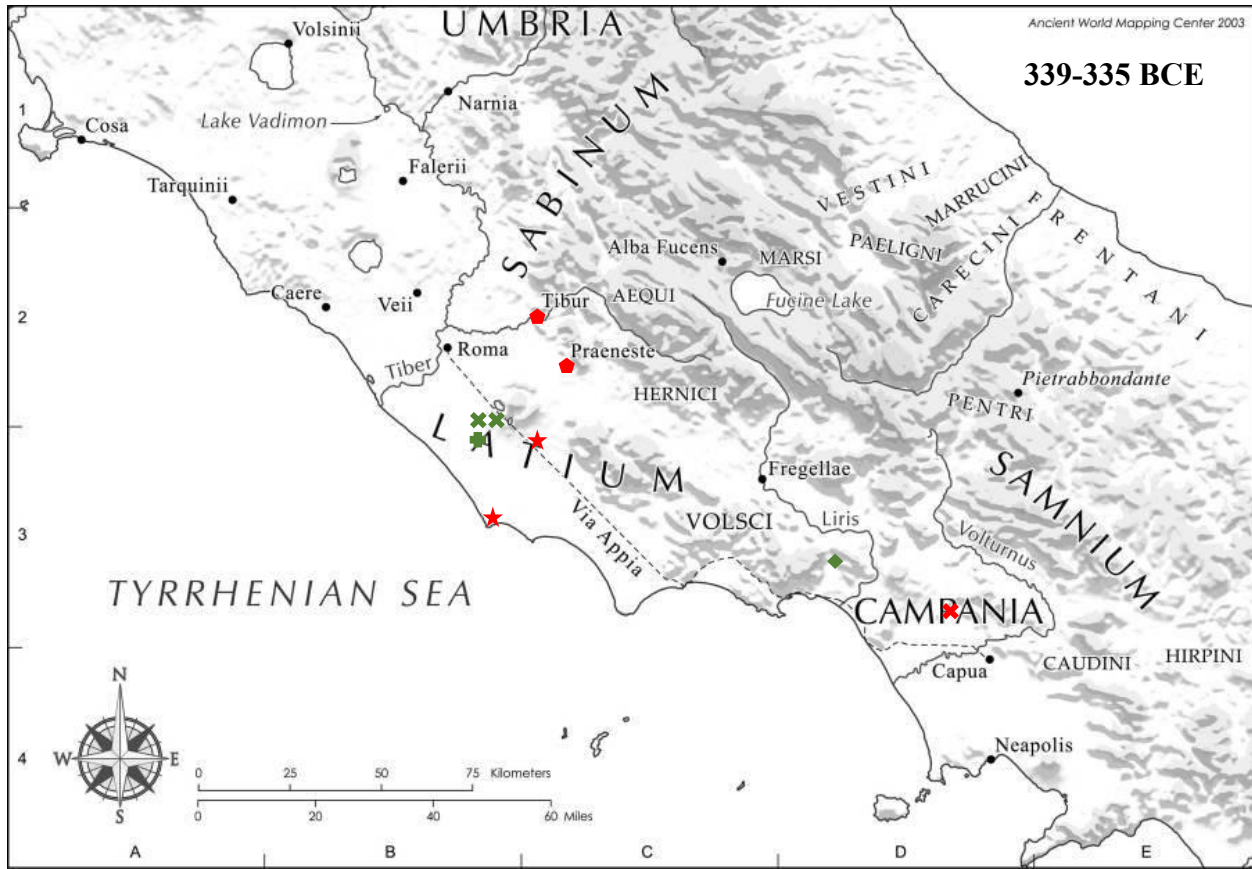 Ancient World Mapping Center 2003
339-335 BCE
UMBRIA
Volsinii
Narnia
Lake Vadimon
Cosa
Falerii
Tarquinii
SABINUM
VESTINI
MARRUCINI
FRENTANI
PAELIGNI
CARECINI
Alba Fucens
MARSI
Fucine Lake
Caere
Veii
Tibur
AEQUI
Roma
Praeneste
Tiber
HERNICI
Pietrabbondante
PENTRI
LATIUM
Fregellae
SAMNIUM
VOLSCI
Liris
Via Appia
Volturnus
TYRRHENIAN SEA
CAMPANIA
Capua
CAUDINI
HIRPINI
Neapolis
N
W
E
S
0 25 50 75 Kilometers
0 20 40 60 Miles
1
2
3
4
A B C D E